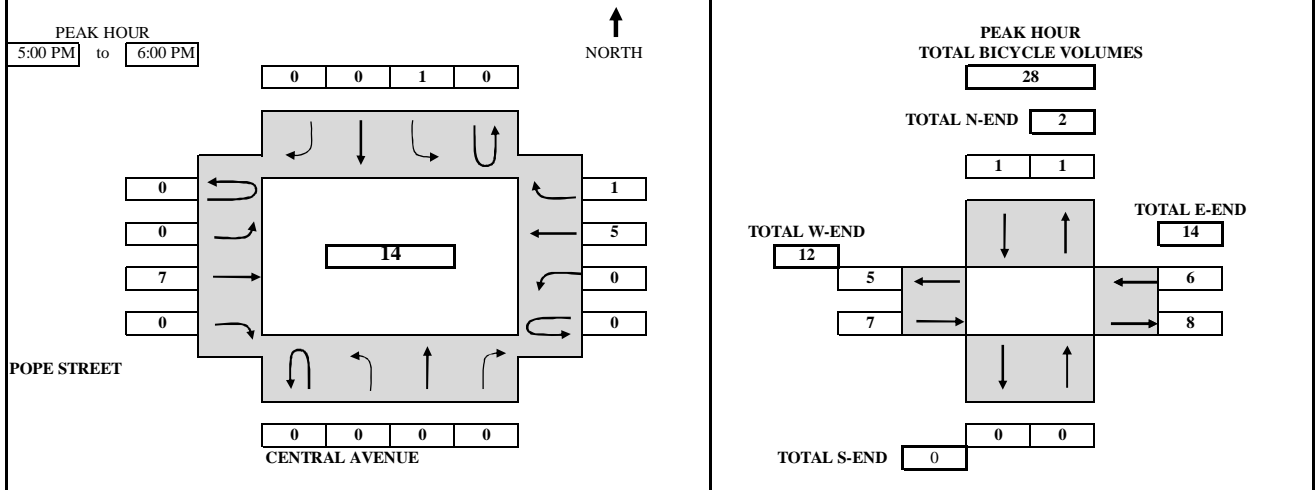 PEAK HOUR
5:00 PM to 6:00 PM
NORTH
0 0 1 0
0 1
0 5
14
7 0
0 0
POPE STREET
0 0 0 0
CENTRAL AVENUE
PEAK HOUR
TOTAL BICYCLE VOLUMES
28
TOTAL N-END 2
1 1
TOTAL E-END
14
TOTAL W-END
12
5 6
7 8
0 0
TOTAL S-END 0